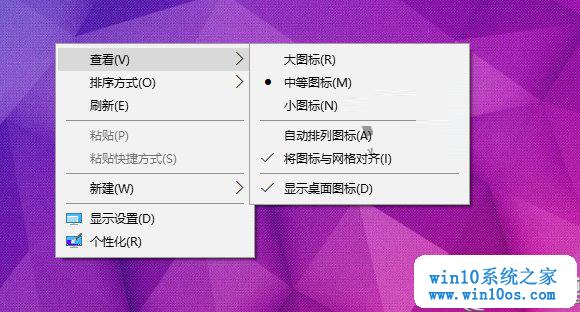 查看(V)
排序方式(O)
刷新(E)
粘贴(P)
粘贴快捷方式(S)
新建(W)
显示设置(D)
个性化(R)
大图标(R)
中等图标(M)
小图标(N)
自动排列图标(A)
将图标与网格对齐(I)
显示桌面图标(D)
win10系统之家
www.win10os.com